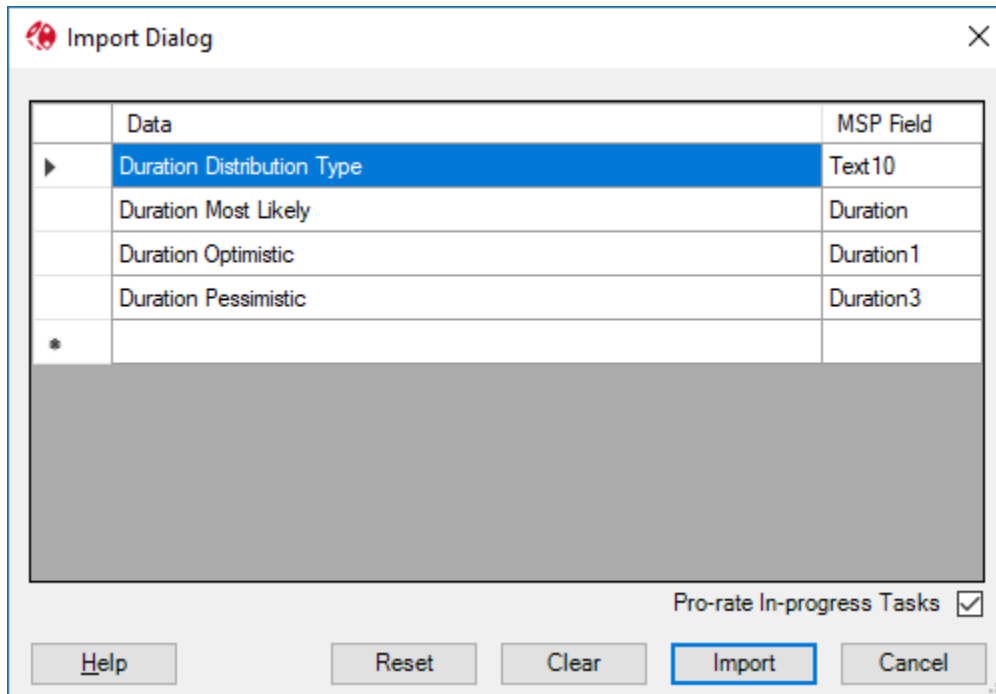 Import Dialog
Data MSP Field
Duration Distribution Type Text10
Duration Most Likely Duration
Duration Optimistic Duration1
Duration Pessimistic Duration3
Pro-rate In-progress Tasks
Help Reset Clear Import Cancel